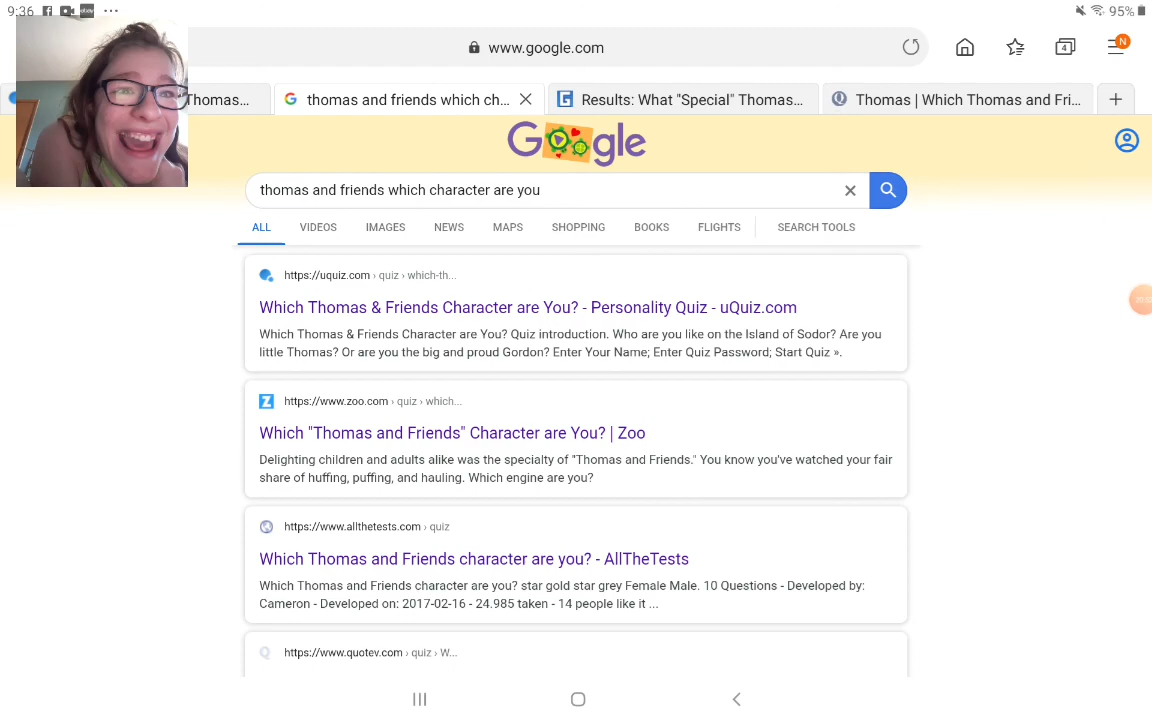 9:36 95%
www.google.com 4 N
Thomas... thomas and friends which ch... Results: What "Special" Thomas... Thomas | Which Thomas and Fri...
Google
thomas and friends which character are you
ALL VIDEOS IMAGES NEWS MAPS SHOPPING BOOKS FLIGHTS SEARCH TOOLS
https://uquiz.com › quiz › which-th...
Which Thomas & Friends Character are You? - Personality Quiz - uQuiz.com
Which Thomas & Friends Character are You? Quiz introduction. Who are you like on the Island of Sodor? Are you
little Thomas? Or are you the big and proud Gordon? Enter Your Name; Enter Quiz Password; Start Quiz ».
https://www.zoo.com › quiz › which...
Which "Thomas and Friends" Character are You? | Zoo
Delighting children and adults alike was the specialty of "Thomas and Friends." You know you've watched your fair
share of huffing, puffing, and hauling. Which engine are you?
https://www.allthetests.com › quiz
Which Thomas and Friends character are you? - AllTheTests
Which Thomas and Friends character are you? star gold star grey Female Male. 10 Questions - Developed by:
Cameron - Developed on: 2017-02-16 - 24.985 taken - 14 people like it ...
https://www.quotev.com › quiz › W...